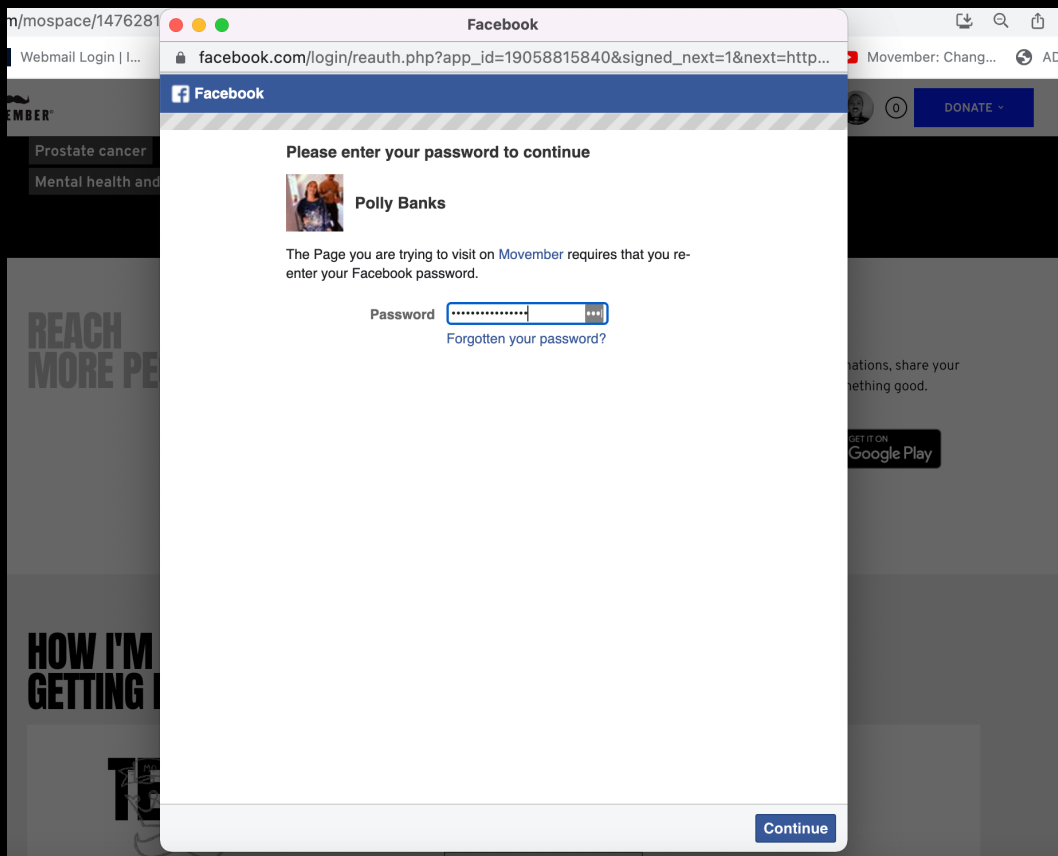 m/mospace/1476281
Facebook
Webmail Login | I...
facebook.com/login/reauth.php?app_id=19058815840&signed_next=1&next=http...
Movember: Chang...
AD
Facebook
EMBER®
0
DONATE
Prostate cancer
Mental health and
Please enter your password to continue
Polly Banks
The Page you are trying to visit on Movember requires that you re-
enter your Facebook password.
Password
Forgotten your password?
REACH
MORE PE
nations, share your
nething good.
GET IT ON
Google Play
HOW I'M
GETTING
Continue